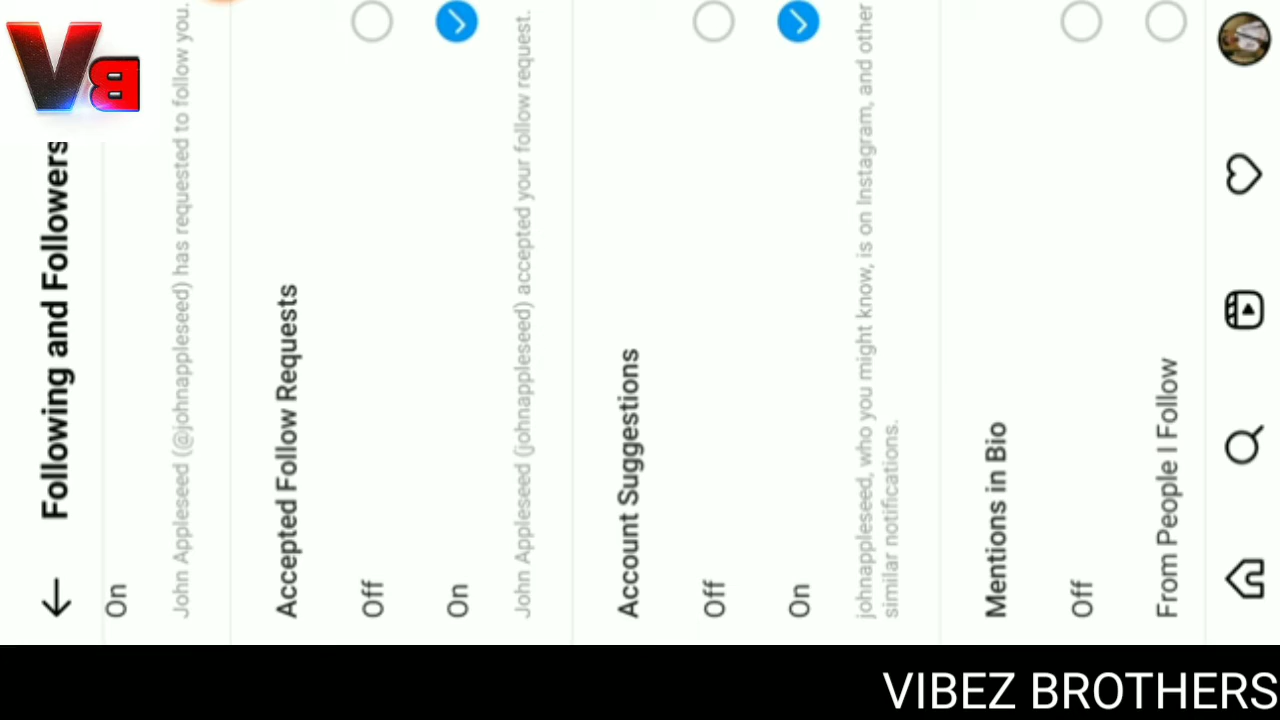 VB
Following and Followers
On
John Appleseed (@johnappleseed) has requested to follow you.
Accepted Follow Requests
Off
On
John Appleseed (johnappleseed) accepted your follow request.
Account Suggestions
Off
On
johnappleseed, who you might know, is on Instagram, and other
similar notifications.
Mentions in Bio
Off
From People I Follow
VIBEZ BROTHERS